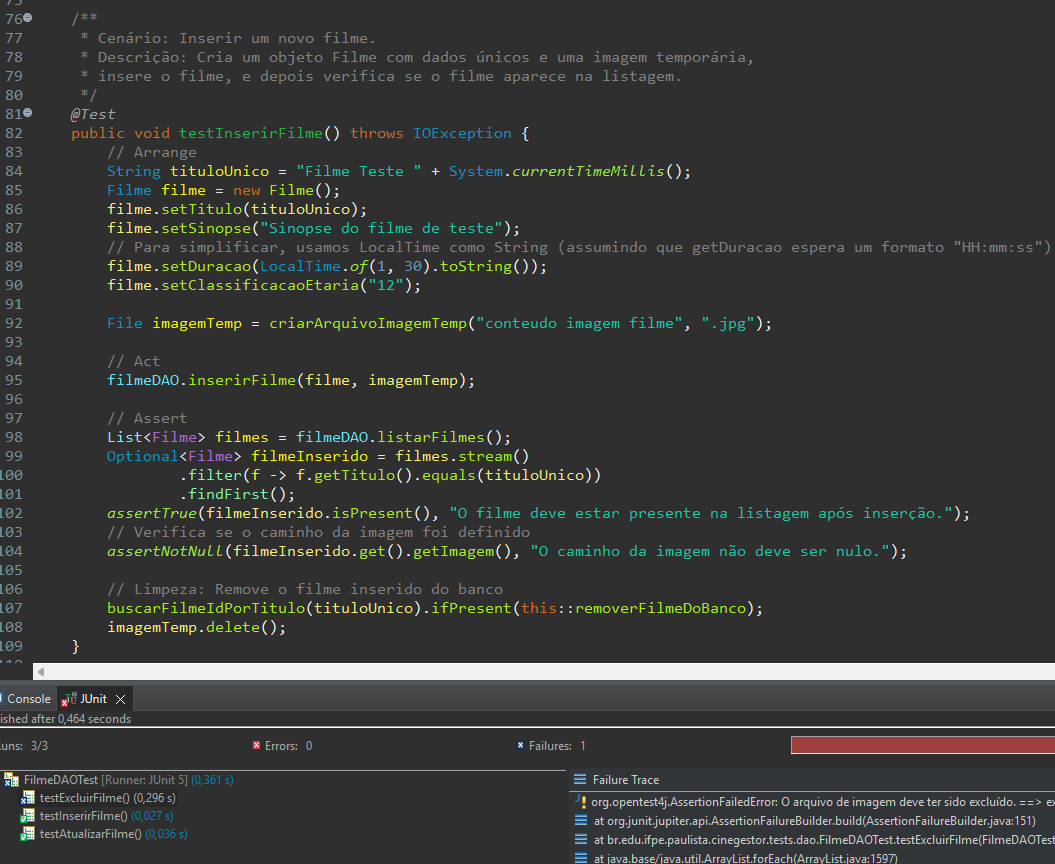 76 /**
77 * Cenário: Inserir um novo filme.
78 * Descrição: Cria um objeto Filme com dados únicos e uma imagem temporária,
79 * insere o filme, e depois verifica se o filme aparece na listagem.
80 */
81 @Test
82 public void testInserirFilme() throws IOException {
83 // Arrange
84 String tituloUnico = "Filme Teste " + System.currentTimeMillis();
85 Filme filme = new Filme();
86 filme.setTitulo(tituloUnico);
87 filme.setSinopse("Sinopse do filme de teste");
88 // Para simplificar, usamos LocalTime como String (assumindo que getDuracao espera um formato "HH:mm:ss")
89 filme.setDuracao(LocalTime.of(1, 30).toString());
90 filme.setClassificacaoEtaria("12");
91
92 File imagemTemp = criarArquivoImagemTemp("conteudo imagem filme", ".jpg");
93
94 // Act
95 filmeDAO.inserirFilme(filme, imagemTemp);
96
97 // Assert
98 List<Filme> filmes = filmeDAO.listarFilmes();
99 Optional<Filme> filmeInserido = filmes.stream()
100 .filter(f -> f.getTitulo().equals(tituloUnico))
101 .findFirst();
102 assertTrue(filmeInserido.isPresent(), "O filme deve estar presente na listagem após inserção.");
103 // Verifica se o caminho da imagem foi definido
104 assertNotNull(filmeInserido.get().getImagem(), "O caminho da imagem não deve ser nulo.");
105
106 // Limpeza: Remove o filme inserido do banco
107 buscarFilmeIdPorTitulo(tituloUnico).ifPresent(this::removerFilmeDoBanco);
108 imagemTemp.delete();
109 }
Console JUnit
ished after 0,464 seconds
uns: 3/3 Errors: 0 Failures: 1
FilmeDAOTest [Runner: JUnit 5] (0,361 s)
testExcluirFilme() (0,296 s)
testInserirFilme() (0,027 s)
testAtualizarFilme() (0,036 s)
Failure Trace
org.opentest4j.AssertionFailedError: O arquivo de imagem deve ter sido excluído. ==> ex
at org.junit.jupiter.api.AssertionFailureBuilder.build(AssertionFailureBuilder.java:151)
at br.edu.ifpe.paulista.cinegestor.tests.dao.FilmeDAOTest.testExcluirFilme(FilmeDAOTes
at java.base/java.util.ArrayList.forEach(ArrayList.java:1597)